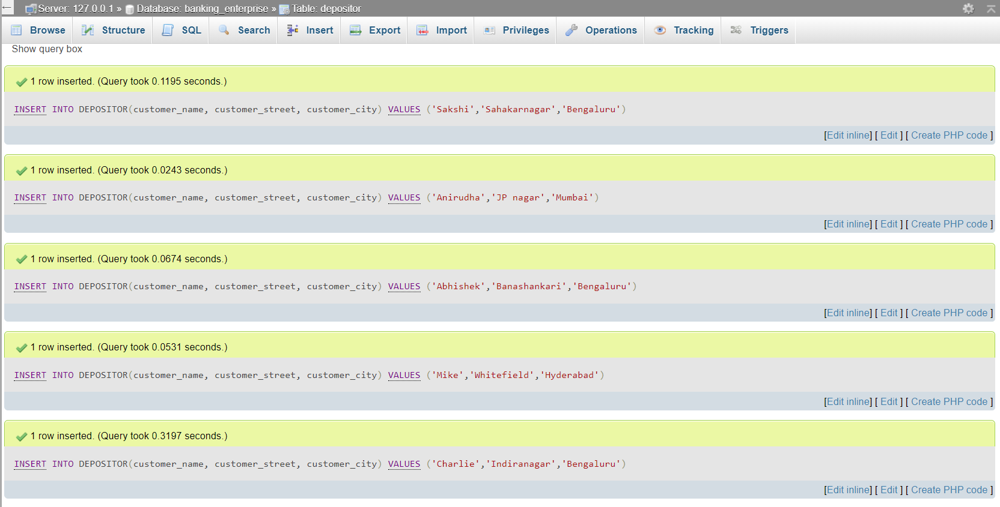 ← Server: 127.0.0.1 » Database: banking_enterprise » Table: depositor
Browse Structure SQL Search Insert Export Import Privileges Operations Tracking Triggers
Show query box
1 row inserted. (Query took 0.1195 seconds.)
INSERT INTO DEPOSITOR(customer_name, customer_street, customer_city) VALUES ('Sakshi','Sahakarnagar','Bengaluru')
[Edit inline] [ Edit ] [ Create PHP code ]
1 row inserted. (Query took 0.0243 seconds.)
INSERT INTO DEPOSITOR(customer_name, customer_street, customer_city) VALUES ('Anirudha','JP nagar','Mumbai')
[Edit inline] [ Edit ] [ Create PHP code ]
1 row inserted. (Query took 0.0674 seconds.)
INSERT INTO DEPOSITOR(customer_name, customer_street, customer_city) VALUES ('Abhishek','Banashankari','Bengaluru')
[Edit inline] [ Edit ] [ Create PHP code ]
1 row inserted. (Query took 0.0531 seconds.)
INSERT INTO DEPOSITOR(customer_name, customer_street, customer_city) VALUES ('Mike','Whitefield','Hyderabad')
[Edit inline] [ Edit ] [ Create PHP code ]
1 row inserted. (Query took 0.3197 seconds.)
INSERT INTO DEPOSITOR(customer_name, customer_street, customer_city) VALUES ('Charlie','Indiranagar','Bengaluru')
[Edit inline] [ Edit ] [ Create PHP code ]